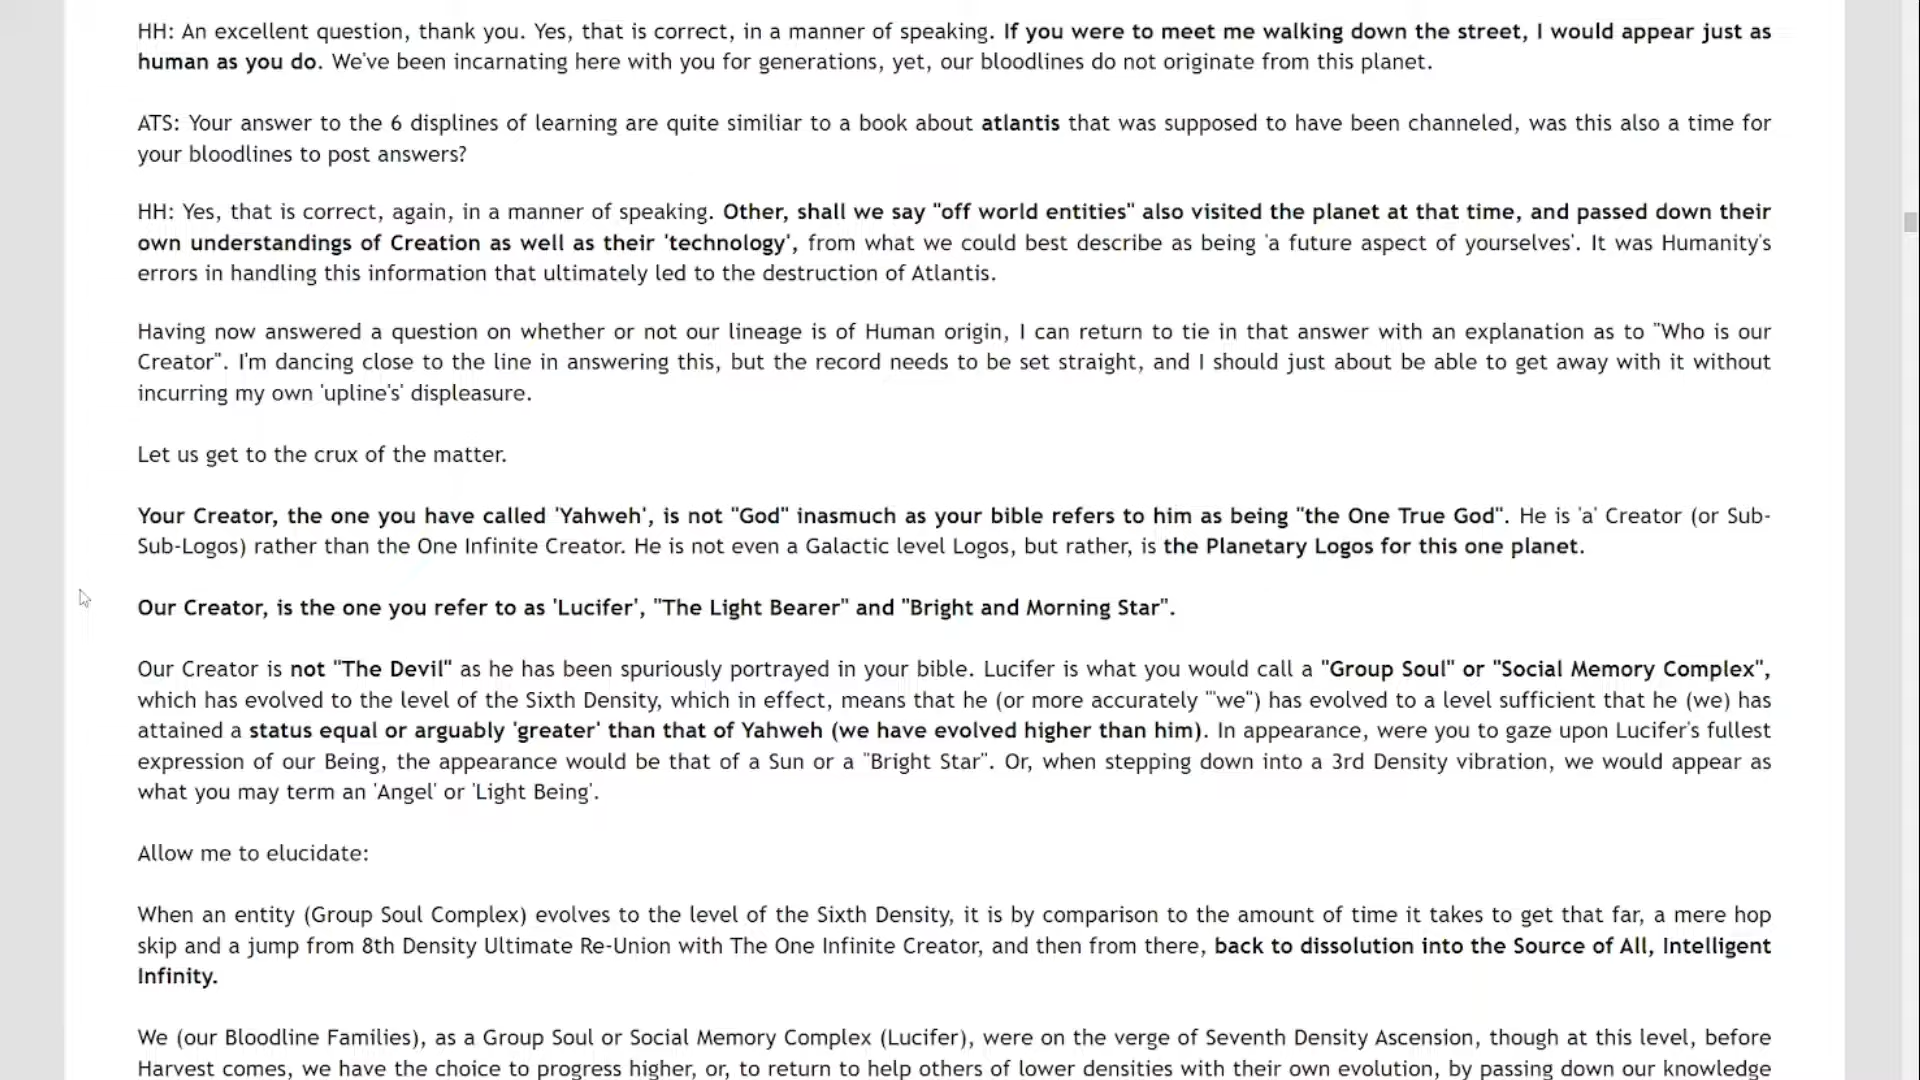 HH: An excellent question, thank you. Yes, that is correct, in a manner of speaking. If you were to meet me walking down the street, I would appear just as
human as you do. We've been incarnating here with you for generations, yet, our bloodlines do not originate from this planet.
ATS: Your answer to the 6 displines of learning are quite similiar to a book about atlantis that was supposed to have been channeled, was this also a time for
your bloodlines to post answers?
HH: Yes, that is correct, again, in a manner of speaking. Other, shall we say "off world entities" also visited the planet at that time, and passed down their
own understandings of Creation as well as their 'technology', from what we could best describe as being 'a future aspect of yourselves'. It was Humanity's
errors in handling this information that ultimately led to the destruction of Atlantis.
Having now answered a question on whether or not our lineage is of Human origin, I can return to tie in that answer with an explanation as to "Who is our
Creator". I'm dancing close to the line in answering this, but the record needs to be set straight, and I should just about be able to get away with it without
incurring my own 'upline's' displeasure.
Let us get to the crux of the matter.
Your Creator, the one you have called 'Yahweh', is not "God" inasmuch as your bible refers to him as being "the One True God". He is 'a' Creator (or Sub-
Sub-Logos) rather than the One Infinite Creator. He is not even a Galactic level Logos, but rather, is the Planetary Logos for this one planet.
Our Creator, is the one you refer to as 'Lucifer', "The Light Bearer" and "Bright and Morning Star".
Our Creator is not "The Devil" as he has been spuriously portrayed in your bible. Lucifer is what you would call a "Group Soul" or "Social Memory Complex",
which has evolved to the level of the Sixth Density, which in effect, means that he (or more accurately "'we") has evolved to a level sufficient that he (we) has
attained a status equal or arguably 'greater' than that of Yahweh (we have evolved higher than him). In appearance, were you to gaze upon Lucifer's fullest
expression of our Being, the appearance would be that of a Sun or a "Bright Star". Or, when stepping down into a 3rd Density vibration, we would appear as
what you may term an 'Angel' or 'Light Being'.
Allow me to elucidate:
When an entity (Group Soul Complex) evolves to the level of the Sixth Density, it is by comparison to the amount of time it takes to get that far, a mere hop
skip and a jump from 8th Density Ultimate Re-Union with The One Infinite Creator, and then from there, back to dissolution into the Source of All, Intelligent
Infinity.
We (our Bloodline Families), as a Group Soul or Social Memory Complex (Lucifer), were on the verge of Seventh Density Ascension, though at this level, before
Harvest comes, we have the choice to progress higher, or, to return to help others of lower densities with their own evolution, by passing down our knowledge